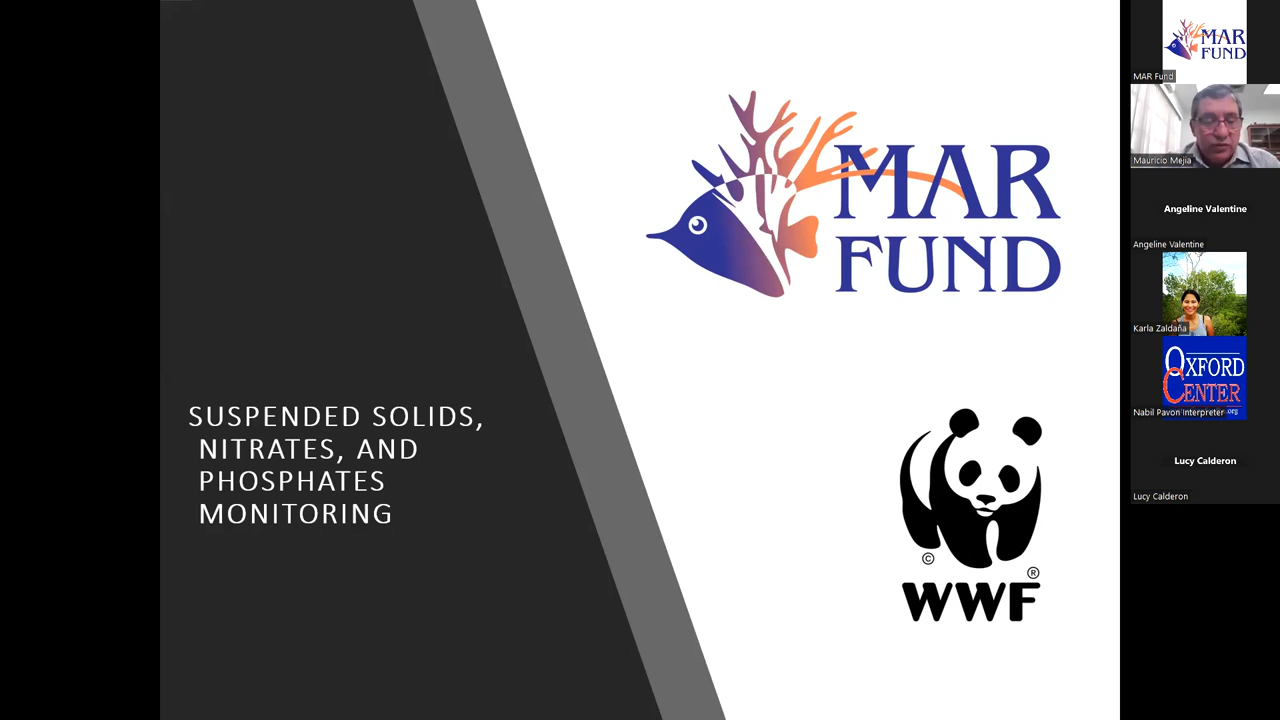 SUSPENDED SOLIDS,
NITRATES, AND
PHOSPHATES
MONITORING
MAR
FUND
©
®
WWF
MAR
FUND
MAR Fund
Mauricio Mejia
Angeline Valentine
Angeline Valentine
Karla Zaldaña
OXFORD
CENTER
.org
Nabil Pavon Interpreter
Lucy Calderon
Lucy Calderon